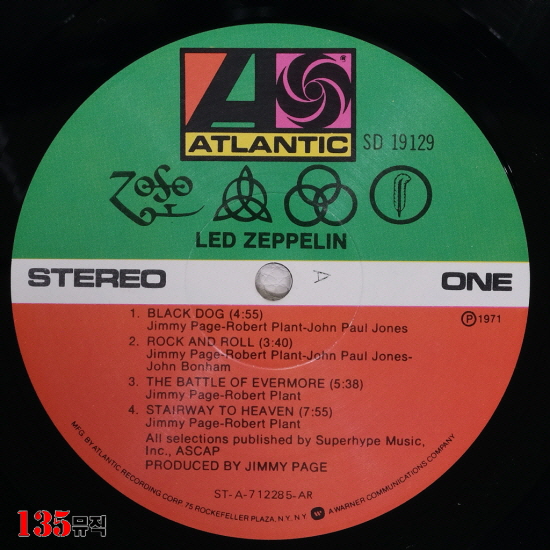 ATLANTIC
SD 19129
LED ZEPPELIN
STEREO
ONE
Ⓟ 1971
1. BLACK DOG (4:55)
Jimmy Page-Robert Plant-John Paul Jones
2. ROCK AND ROLL (3:40)
Jimmy Page-Robert Plant-John Paul Jones-
John Bonham
3. THE BATTLE OF EVERMORE (5:38)
Jimmy Page-Robert Plant
4. STAIRWAY TO HEAVEN (7:55)
Jimmy Page-Robert Plant
All selections published by Superhype Music,
Inc., ASCAP
PRODUCED BY JIMMY PAGE
ST-A-712285-AR
MFG. BY ATLANTIC RECORDING CORP. 75 ROCKEFELLER PLAZA, N.Y. N.Y. A WARNER COMMUNICATIONS COMPANY
135뮤직